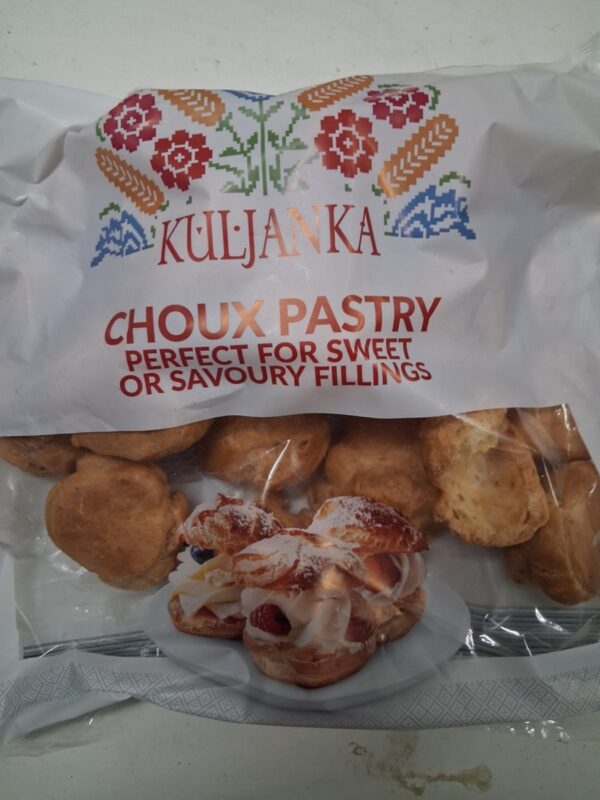 KULJANKA
CHOUX PASTRY
PERFECT FOR SWEET
OR SAVOURY FILLINGS